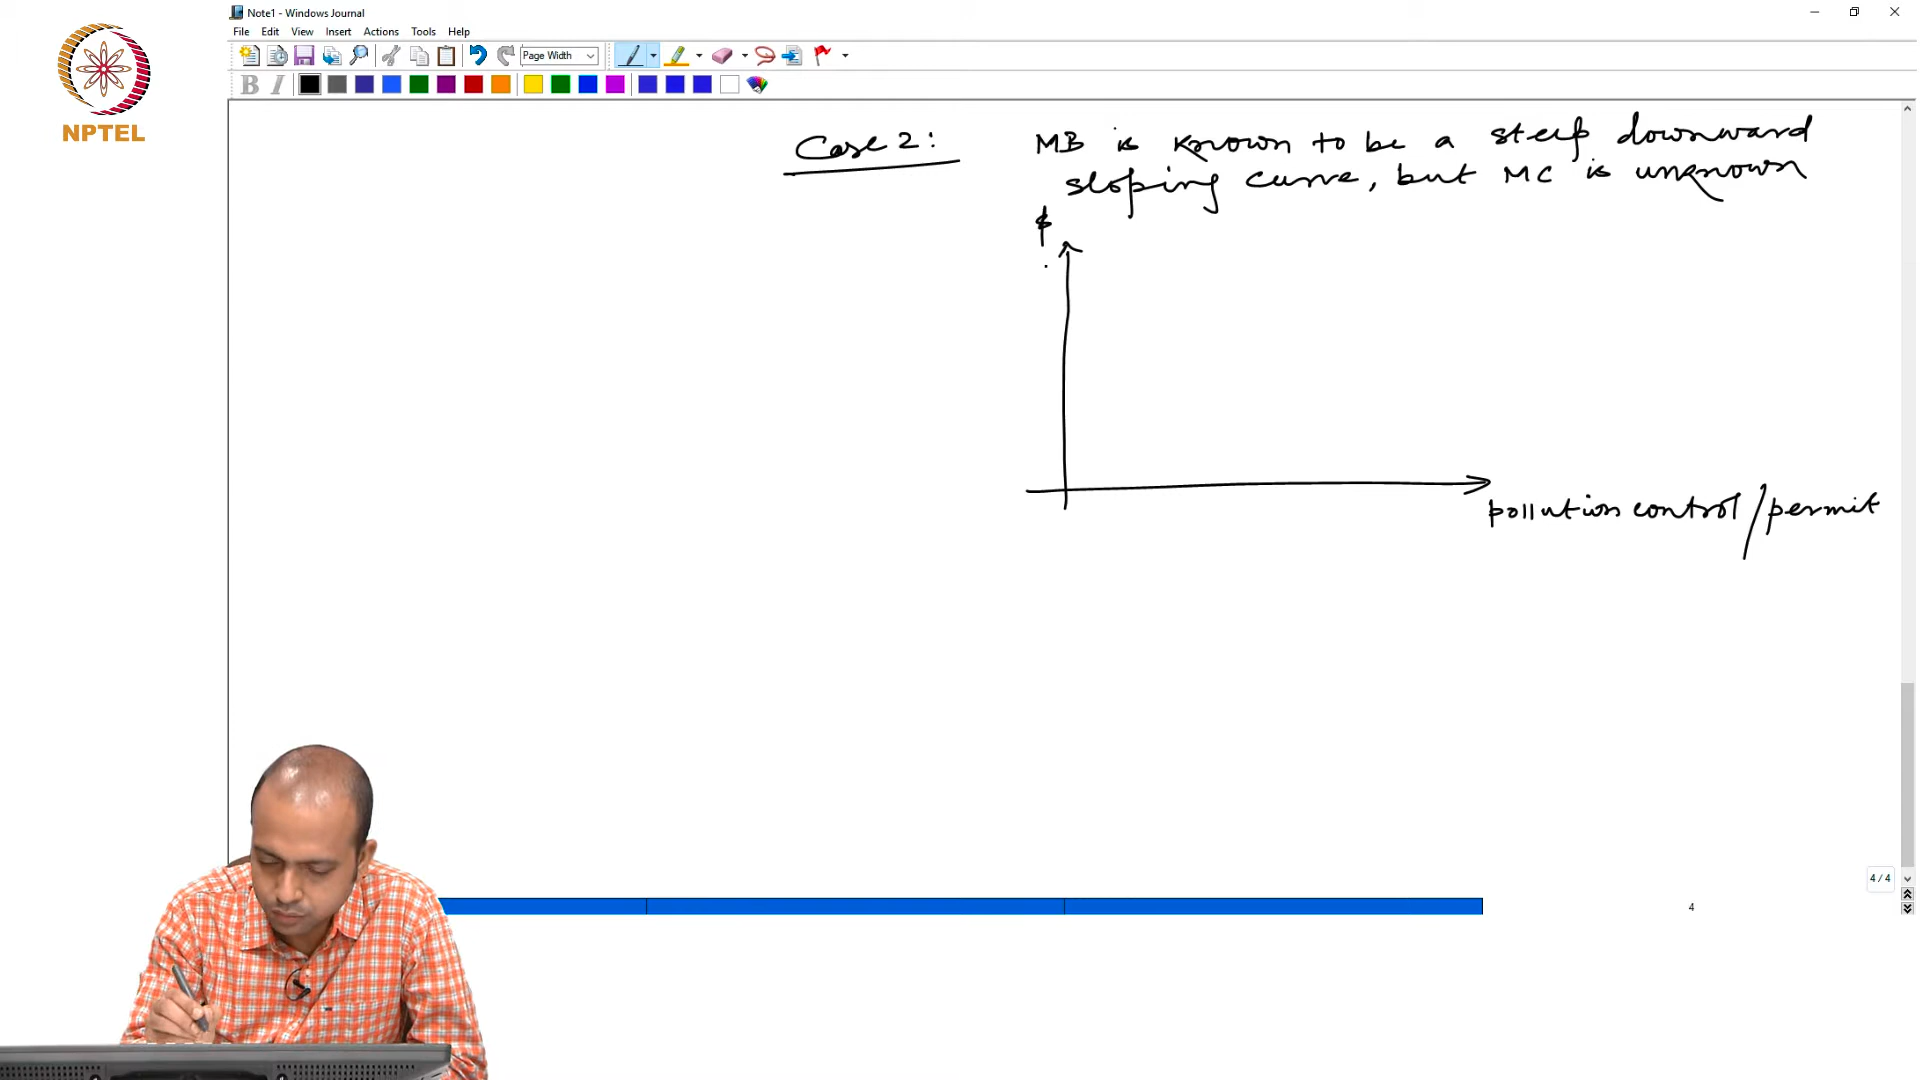 Note1 - Windows Journal
File Edit View Insert Actions Tools Help
Page Width
B I
NPTEL
Case 2: MB is known to be a steep downward
sloping curve, but MC is unknown
$
pollution control / permit
4 / 4
4